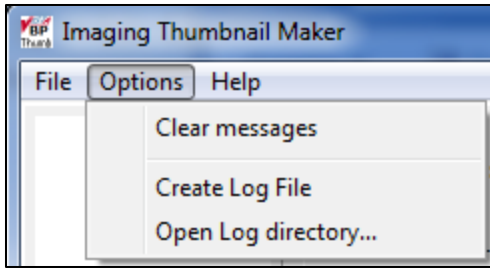 BP
Thumb
Imaging Thumbnail Maker
File Options Help
Clear messages
Create Log File
Open Log directory...